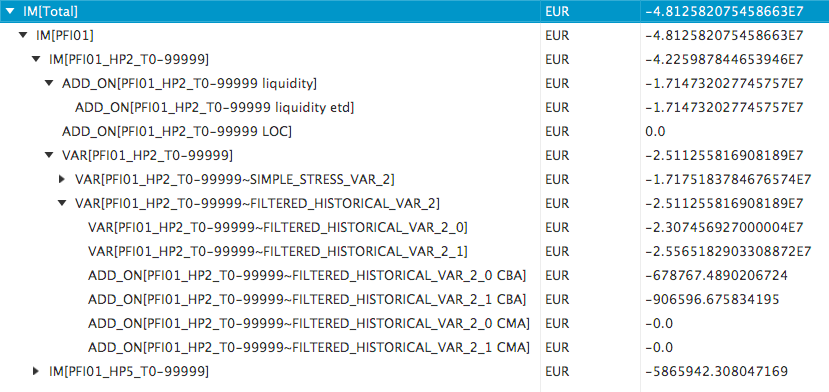 IM[Total] EUR -4.812582075458663E7
IM[PFI01] EUR -4.812582075458663E7
IM[PFI01_HP2_T0-99999] EUR -4.225987844653946E7
ADD_ON[PFI01_HP2_T0-99999 liquidity] EUR -1.714732027745757E7
ADD_ON[PFI01_HP2_T0-99999 liquidity etd] EUR -1.714732027745757E7
ADD_ON[PFI01_HP2_T0-99999 LOC] EUR 0.0
VAR[PFI01_HP2_T0-99999] EUR -2.511255816908189E7
VAR[PFI01_HP2_T0-99999~SIMPLE_STRESS_VAR_2] EUR -1.7175183784676574E7
VAR[PFI01_HP2_T0-99999~FILTERED_HISTORICAL_VAR_2] EUR -2.511255816908189E7
VAR[PFI01_HP2_T0-99999~FILTERED_HISTORICAL_VAR_2_0] EUR -2.307456927000004E7
VAR[PFI01_HP2_T0-99999~FILTERED_HISTORICAL_VAR_2_1] EUR -2.5565182903308872E7
ADD_ON[PFI01_HP2_T0-99999~FILTERED_HISTORICAL_VAR_2_0 CBA] EUR -678767.4890206724
ADD_ON[PFI01_HP2_T0-99999~FILTERED_HISTORICAL_VAR_2_1 CBA] EUR -906596.675834195
ADD_ON[PFI01_HP2_T0-99999~FILTERED_HISTORICAL_VAR_2_0 CMA] EUR -0.0
ADD_ON[PFI01_HP2_T0-99999~FILTERED_HISTORICAL_VAR_2_1 CMA] EUR -0.0
IM[PFI01_HP5_T0-99999] EUR -5865942.308047169